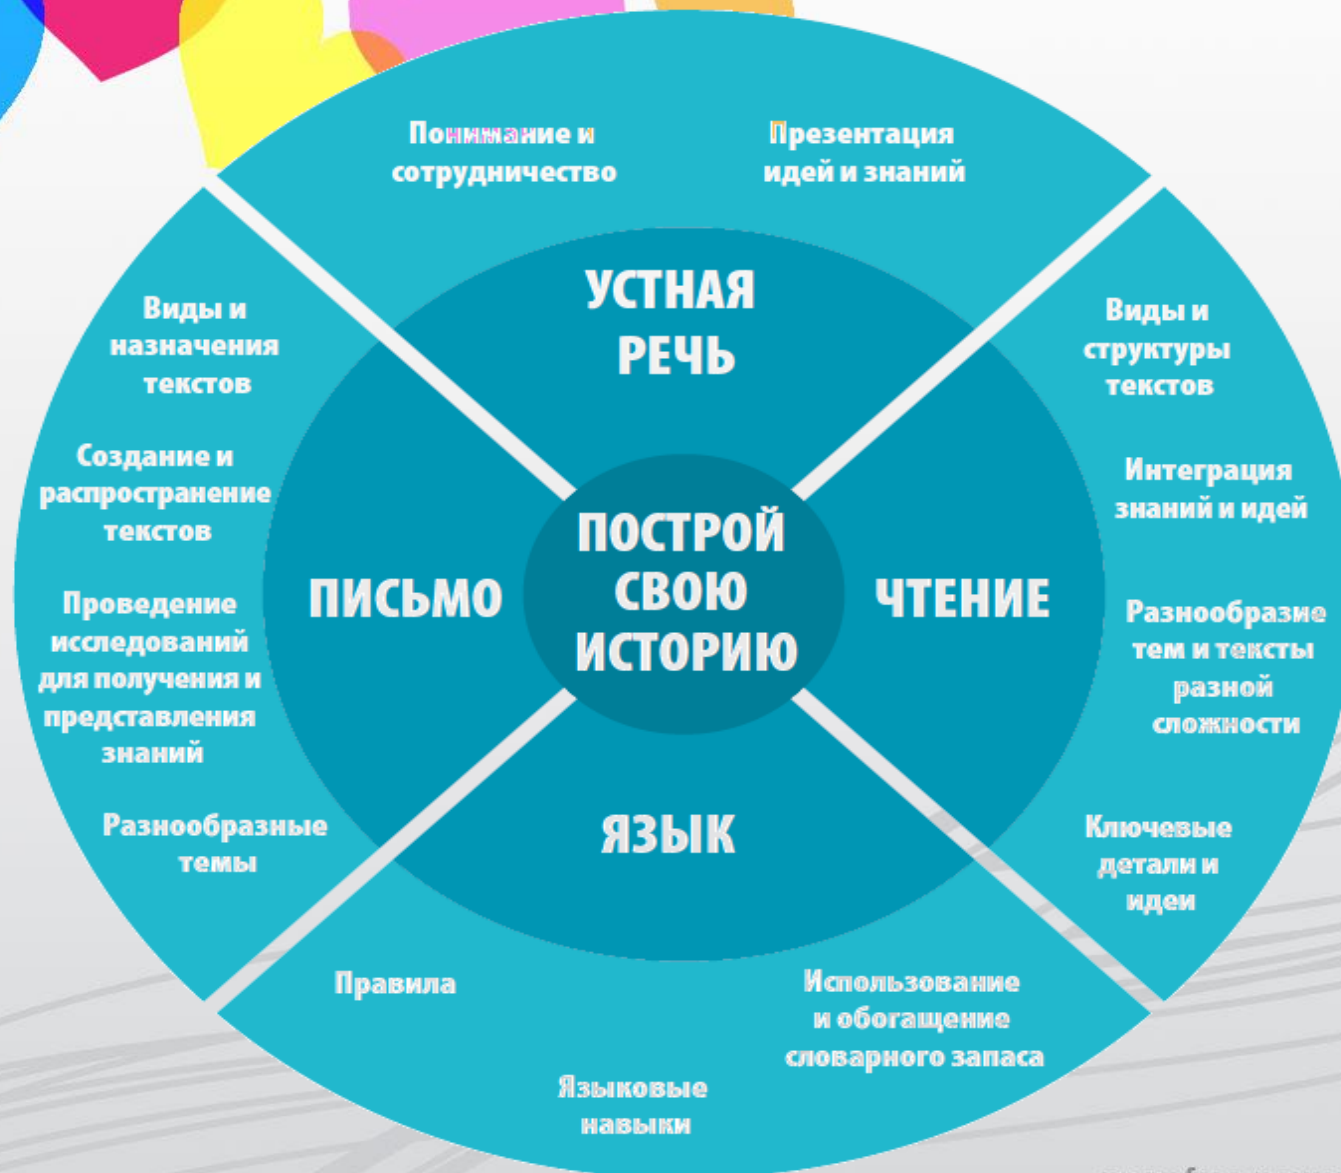 Понимание и
сотрудничество
Презентация
идей и знаний
УСТНАЯ
РЕЧЬ
Виды и
назначения
текстов
Создание и
распространение
текстов
Проведение
исследований
для получения и
представления
знаний
Разнообразные
темы
ПИСЬМО
ПОСТРОЙ
СВОЮ
ИСТОРИЮ
ЧТЕНИЕ
Виды и
структуры
текстов
Интеграция
знаний и идей
Разнообразие
тем и тексты
разной
сложности
Ключевые
детали и
идеи
ЯЗЫК
Правила
Языковые
навыки
Использование
и обогащение
словарного запаса